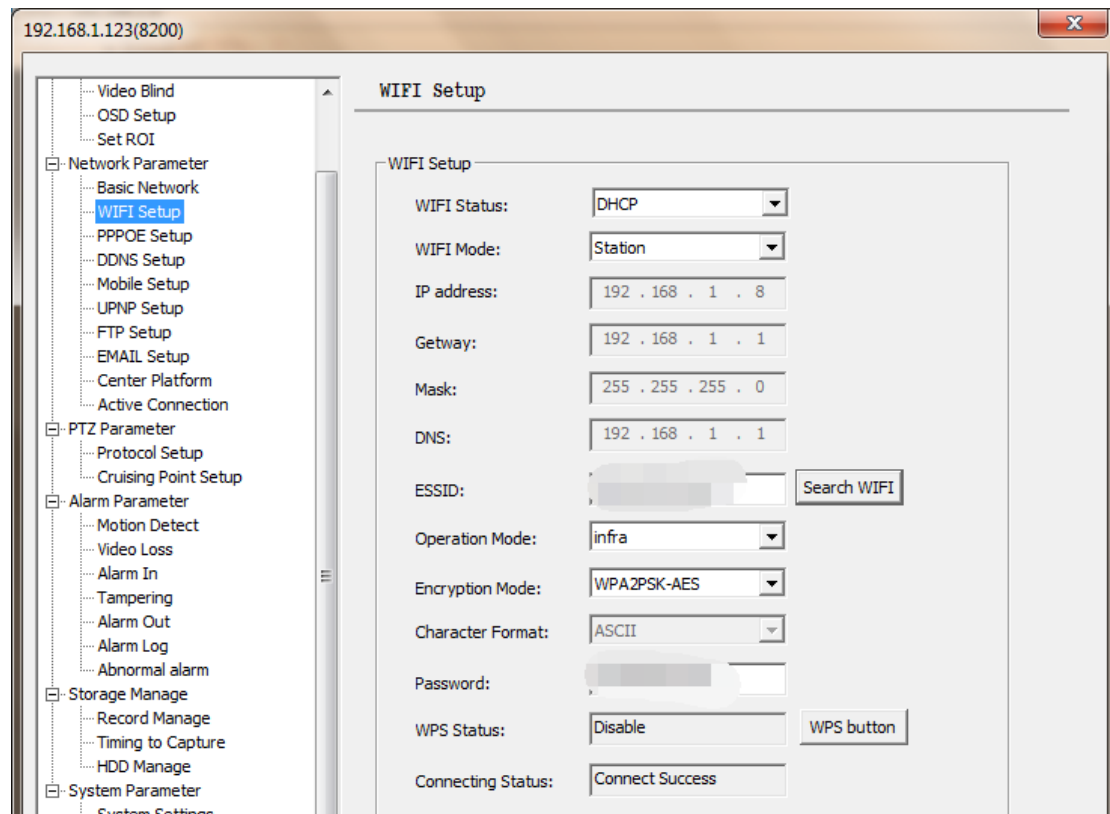 192.168.1.123(8200)
Video Blind
OSD Setup
Set ROI
Network Parameter
Basic Network
WIFI Setup
PPPOE Setup
DDNS Setup
Mobile Setup
UPNP Setup
FTP Setup
EMAIL Setup
Center Platform
Active Connection
PTZ Parameter
Protocol Setup
Cruising Point Setup
Alarm Parameter
Motion Detect
Video Loss
Alarm In
Tampering
Alarm Out
Alarm Log
Abnormal alarm
Storage Manage
Record Manage
Timing to Capture
HDD Manage
System Parameter
System Settings
WIFI Setup
WIFI Setup
WIFI Status: DHCP
WIFI Mode: Station
IP address: 192 . 168 . 1 . 8
Getway: 192 . 168 . 1 . 1
Mask: 255 . 255 . 255 . 0
DNS: 192 . 168 . 1 . 1
ESSID: Search WIFI
Operation Mode: infra
Encryption Mode: WPA2PSK-AES
Character Format: ASCII
Password:
WPS Status: Disable WPS button
Connecting Status: Connect Success